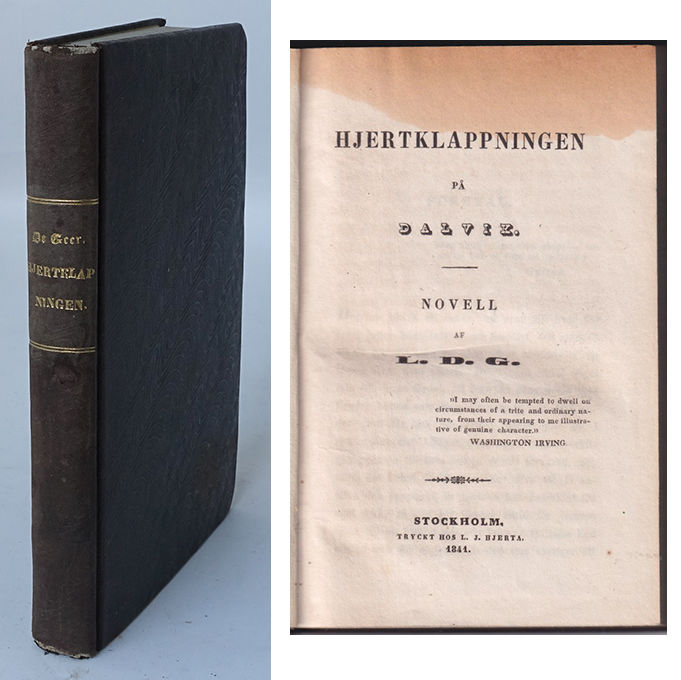 De Geer.
HJERTKLAP
NINGEN.
HJERTKLAPPNINGEN
PÅ
DALVIK.
NOVELL
AF
L. D. G.
»I may often be tempted to dwell on
circumstances of a trite and ordinary na-
ture, from their appearing to me illustra-
tive of genuine character.»
WASHINGTON IRVING
STOCKHOLM,
TRYCKT HOS L. J. HJERTA.
1841.